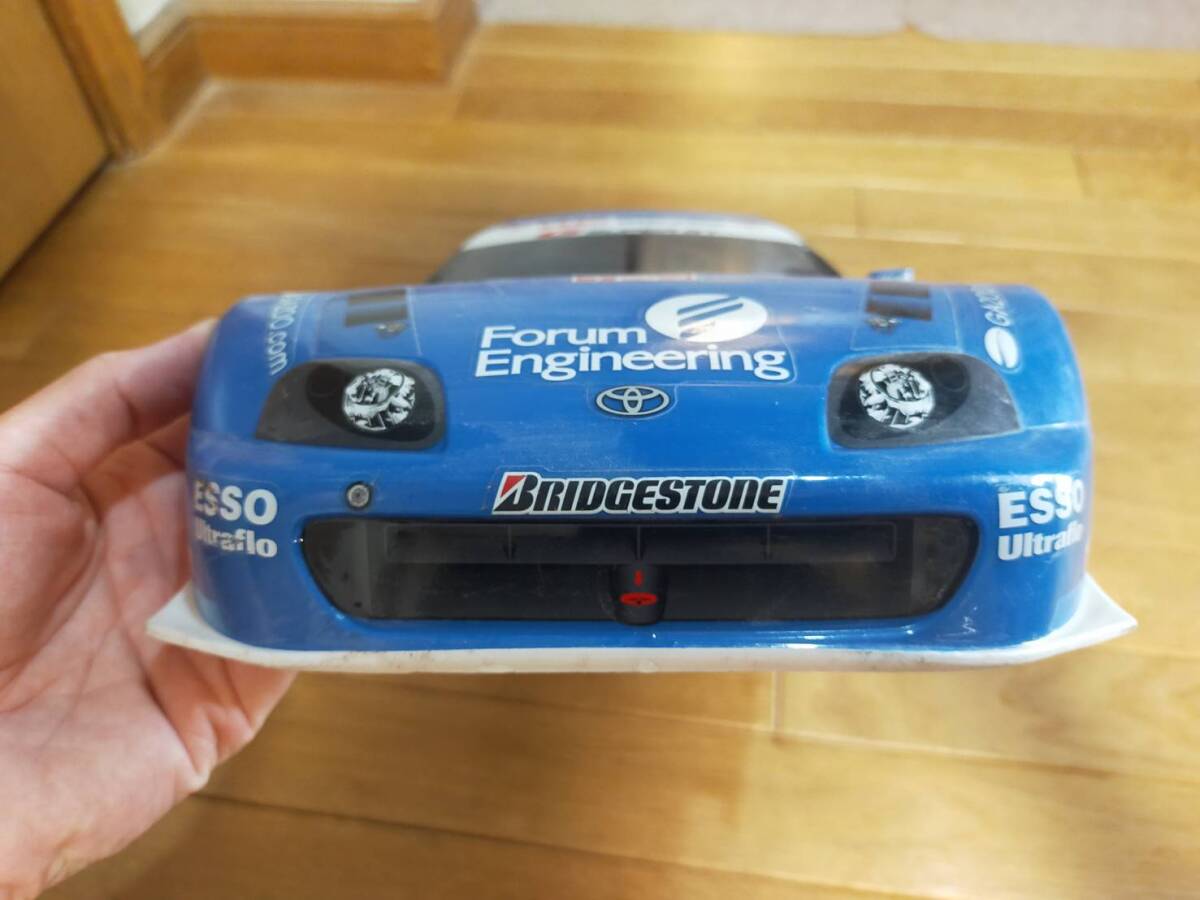 Forum
Engineering
BRIDGESTONE
ESSO
Ultraflo
ESSO
Ultraflo